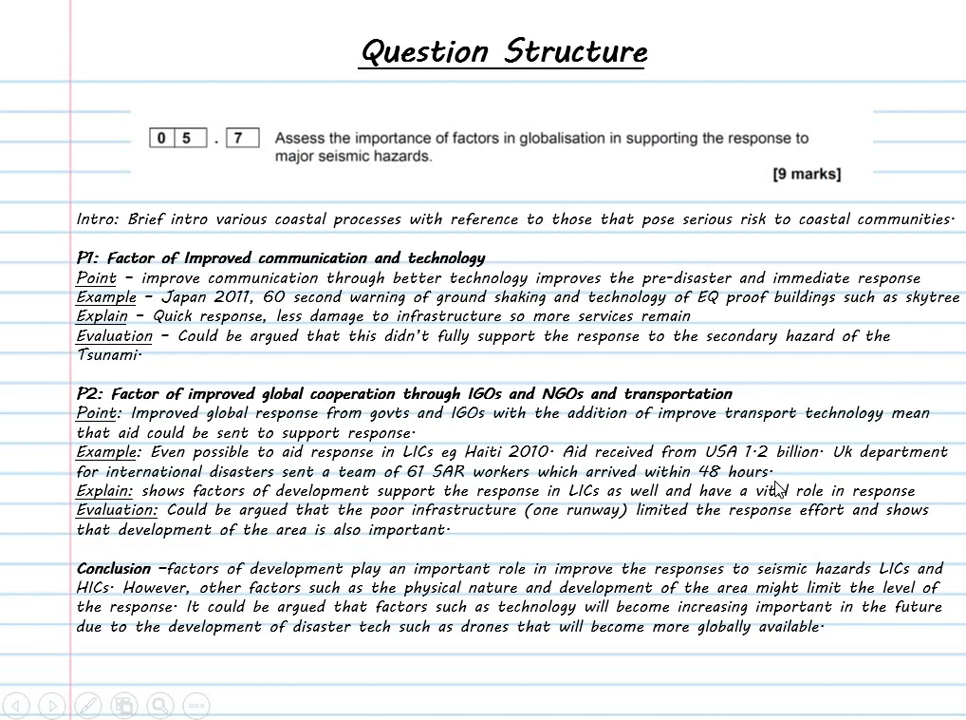 Question Structure
0 5 . 7 Assess the importance of factors in globalisation in supporting the response to
major seismic hazards.
[9 marks]
Intro: Brief intro various coastal processes with reference to those that pose serious risk to coastal communities.
P1: Factor of Improved communication and technology
Point – improve communication through better technology improves the pre-disaster and immediate response
Example – Japan 2011, 60 second warning of ground shaking and technology of EQ proof buildings such as skytree
Explain – Quick response, less damage to infrastructure so more services remain
Evaluation – Could be argued that this didn't fully support the response to the secondary hazard of the
Tsunami.
P2: Factor of improved global cooperation through IGOs and NGOs and transportation
Point: Improved global response from govts and IGOs with the addition of improve transport technology mean
that aid could be sent to support response.
Example: Even possible to aid response in LICs eg Haiti 2010. Aid received from USA 1.2 billion. Uk department
for international disasters sent a team of 61 SAR workers which arrived within 48 hours.
Explain: shows factors of development support the response in LICs as well and have a vital role in response
Evaluation: Could be argued that the poor infrastructure (one runway) limited the response effort and shows
that development of the area is also important.
Conclusion –factors of development play an important role in improve the responses to seismic hazards LICs and
HICs. However, other factors such as the physical nature and development of the area might limit the level of
the response. It could be argued that factors such as technology will become increasing important in the future
due to the development of disaster tech such as drones that will become more globally available.